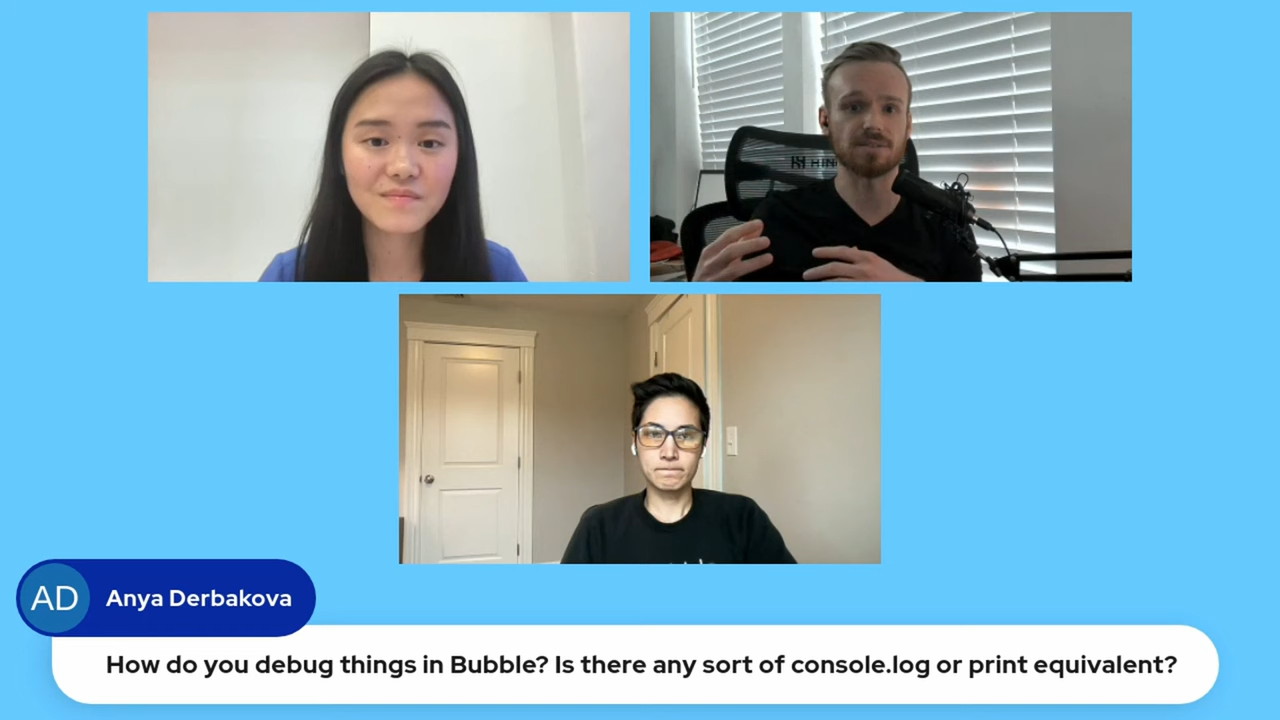 AD
Anya Derbakova
How do you debug things in Bubble? Is there any sort of console.log or print equivalent?